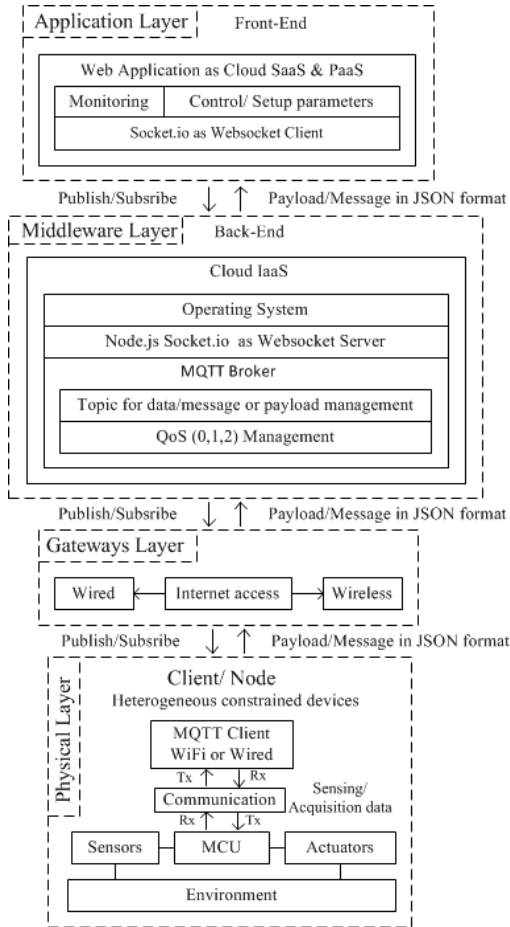 Application Layer
Front-End
Web Application as Cloud SaaS & PaaS
Monitoring
Control/ Setup parameters
Socket.io as Websocket Client
Publish/Subsribe
Payload/Message in JSON format
Middleware Layer
Back-End
Cloud IaaS
Operating System
Node.js Socket.io as Websocket Server
MQTT Broker
Topic for data/message or payload management
QoS (0,1,2) Management
Publish/Subsribe
Payload/Message in JSON format
Gateways Layer
Wired
Internet access
Wireless
Publish/Subsribe
Payload/Message in JSON format
Physical Layer
Client/ Node
Heterogeneous constrained devices
MQTT Client
WiFi or Wired
Tx
Rx
Communication
Sensing/
Acquisition data
Rx
Tx
Sensors
MCU
Actuators
Environment